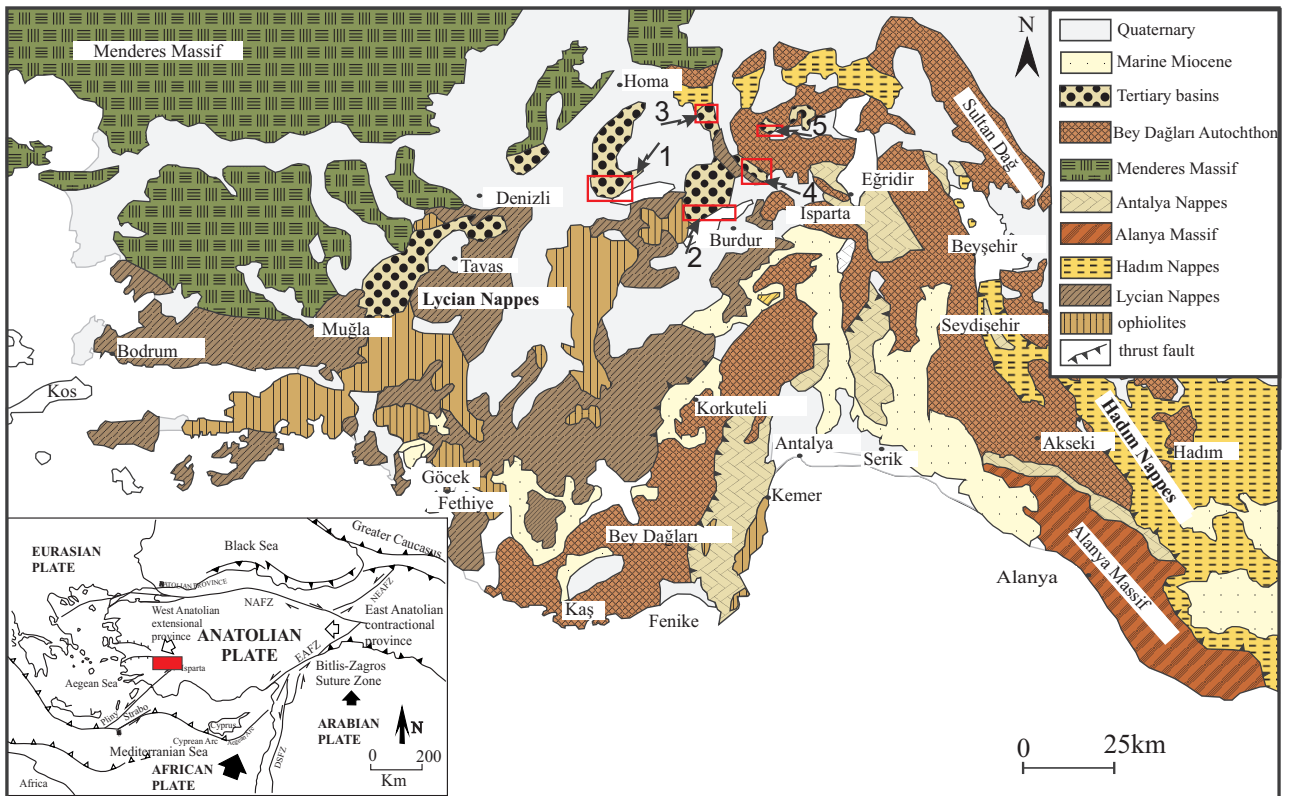 Menderes Massif
Homa
N
3
5
Sultan Dağ
1
Denizli
Eğridir
4
Isparta
Burdur
2
Beyşehir
Tavas
Lycian Nappes
Muğla
Seydişehir
Bodrum
Kos
Korkuteli
Hadım Nappes
Antalya
Akseki
Serik
Hadım
Göcek
Fethiye
Kemer
Bey Dağları
Alanya Massif
Alanya
Kaş
Fenike
0 25km
Quaternary
Marine Miocene
Tertiary basins
Bey Dağları Autochthon
Menderes Massif
Antalya Nappes
Alanya Massif
Hadım Nappes
Lycian Nappes
ophiolites
thrust fault
Greater Caucasus
EURASIAN
PLATE
Black Sea
NEAFZ
NAFZ
West Anatolian
extensional
province
East Anatolian
contractional
province
ANATOLIAN
PLATE
EAFZ
Isparta
Bitlis-Zagros
Suture Zone
Aegean Sea
Pliny
Strabo
Cyprus
Cyprean Arc
Aegean Arc
ARABIAN
PLATE
N
Mediterranean Sea
DSFZ
0 200
Km
AFRICAN
PLATE
Africa